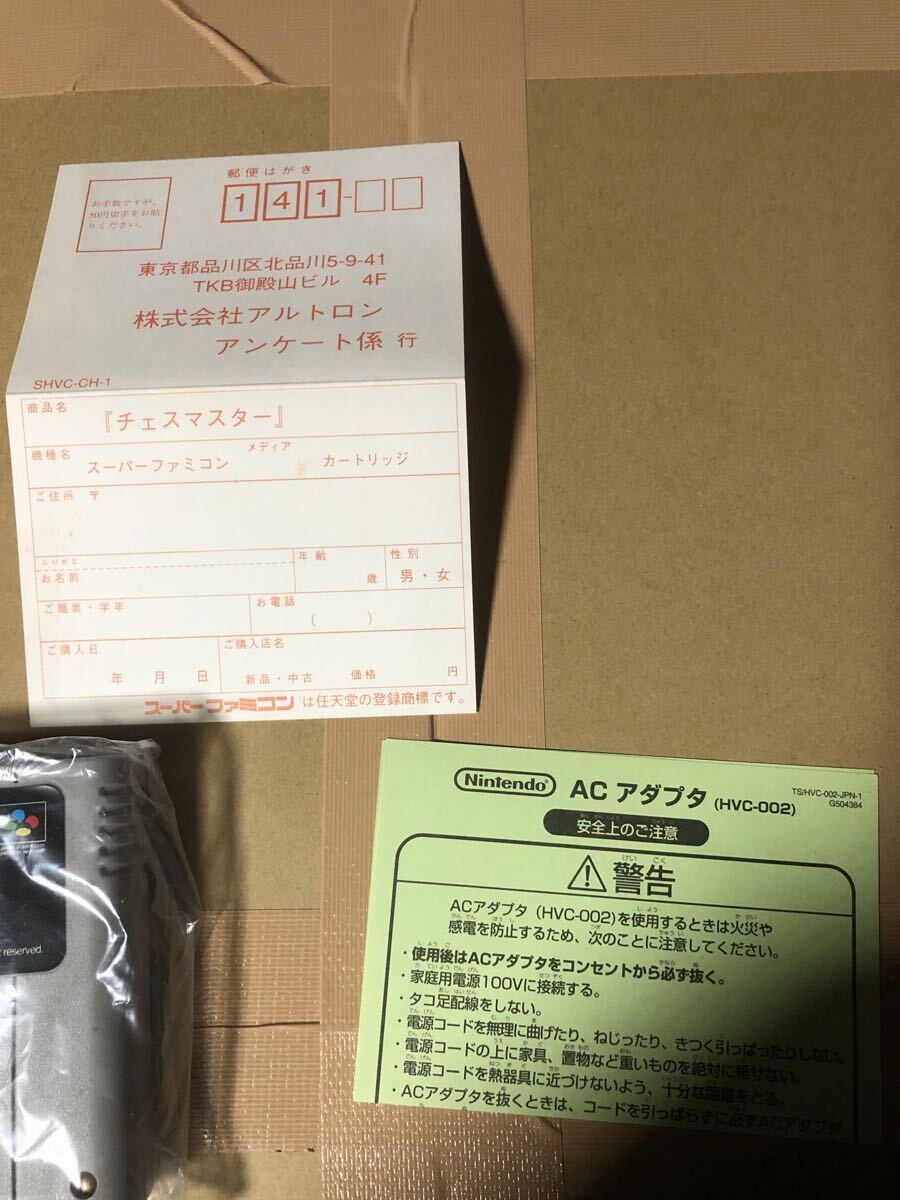 郵便はがき
お手数ですが、
50円切手をお貼
りください。
141-
東京都品川区北品川5-9-41
TKB御殿山ビル 4F
株式会社アルトロン
アンケート係 行
SHVC-CH-1
商品名
『チェスマスター』
機種名 スーパーファミコン メディア カートリッジ
ご住所 〒
ふりがな
お名前
年齢 歳
性別 男・女
ご職業・学年
お電話 ( )
ご購入日 年 月 日
ご購入店名
新品・中古 価格 円
スーパーファミコンは任天堂の登録商標です。
reserved.
Nintendo ACアダプタ (HVC-002)
TS/HVC-002-JPN-1
G504384
安全上のご注意
警告
ACアダプタ(HVC-002)を使用するときは火災や
感電を防止するため、次のことに注意してください。
・使用後はACアダプタをコンセントから必ず抜く。
・家庭用電源100Vに接続する。
・タコ足配線をしない。
・電源コードを無理に曲げたり、ねじったり、きつく引っぱったりしない。
・電源コードの上に家具、置物など重いものを絶対に乗せない。
・電源コードを熱器具に近づけないよう、十分な距離をとる。
・ACアダプタを抜くときは、コードを引っぱらずに必ずACアダプタ